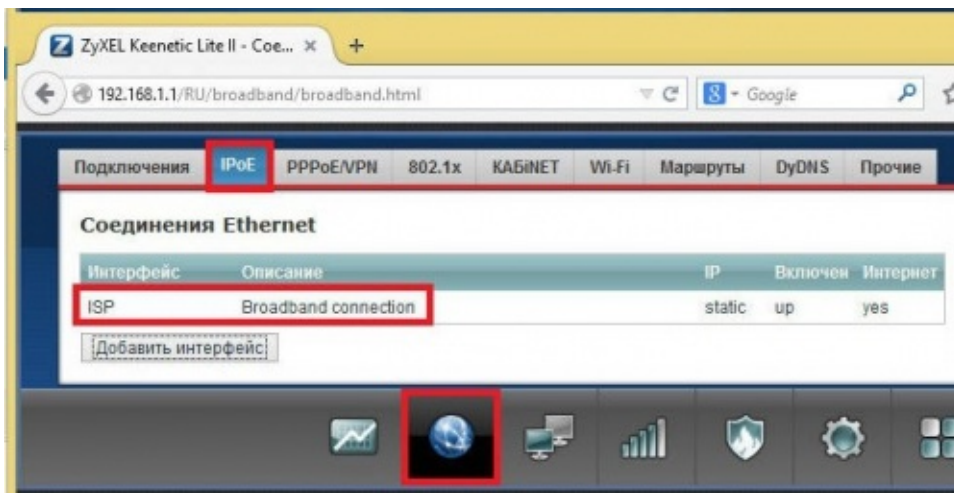 ZyXEL Keenetic Lite II - Coe... × +
192.168.1.1/RU/broadband/broadband.html 8 Google
Подключения IPoE PPPoE/VPN 802.1x КАБiNET Wi-Fi Маршруты DyDNS Прочие
Соединения Ethernet
Интерфейс Описание IP Включен Интернет
ISP Broadband connection static up yes
Добавить интерфейс